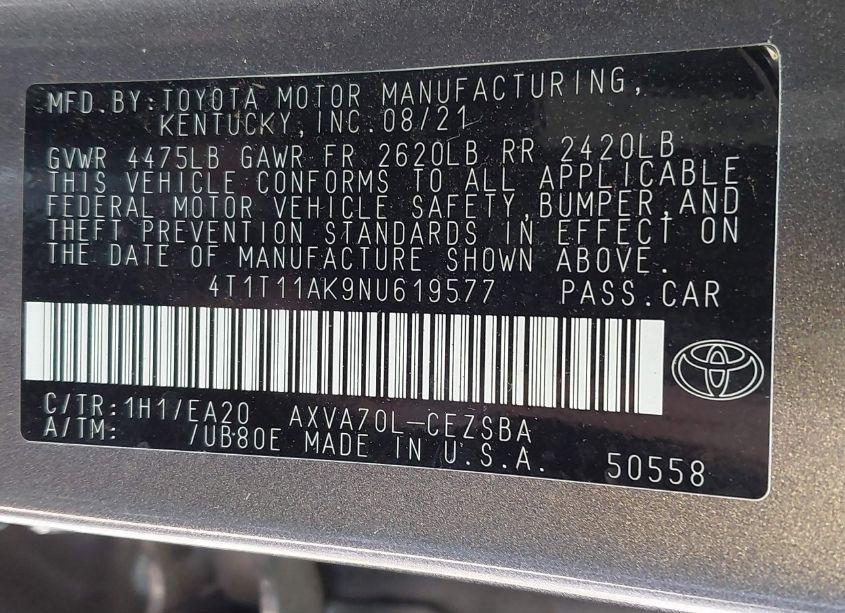 MFD.BY:TOYOTA MOTOR MANUFACTURING,
KENTUCKY,INC.08/21
GVWR 4475LB GAWR FR 2620LB RR 2420LB
THIS VEHICLE CONFORMS TO ALL APPLICABLE
FEDERAL MOTOR VEHICLE SAFETY,BUMPER,AND
THEFT PREVENTION STANDARDS IN EFFECT ON
THE DATE OF MANUFACTURE SHOWN ABOVE.
4T1T11AK9NU619577 PASS.CAR
C/TR:1H1/EA20 AXVA70L-CEZSBA
A/TM: /UB80E MADE IN U.S.A. 50558